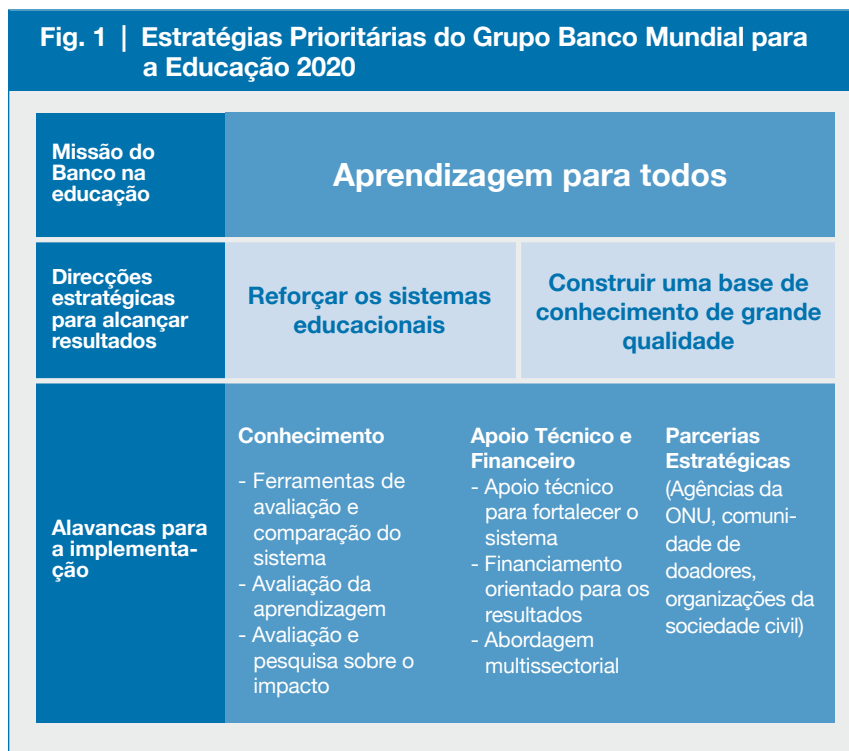 Fig. 1 | Estratégias Prioritárias do Grupo Banco Mundial para
a Educação 2020
Missão do
Banco na
educação
Aprendizagem para todos
Direcções
estratégicas
para alcançar
resultados
Reforçar os sistemas
educacionais
Construir uma base de
conhecimento de grande
qualidade
Alavancas para
a implementa-
ção
Conhecimento
- Ferramentas de
avaliação e
comparação do
sistema
- Avaliação da
aprendizagem
- Avaliação e
pesquisa sobre o
impacto
Apoio Técnico e
Financeiro
- Apoio técnico
para fortalecer o
sistema
- Financiamento
orientado para os
resultados
- Abordagem
multissectorial
Parcerias
Estratégicas
(Agências da
ONU, comuni-
dade de
doadores,
organizações da
sociedade civil)